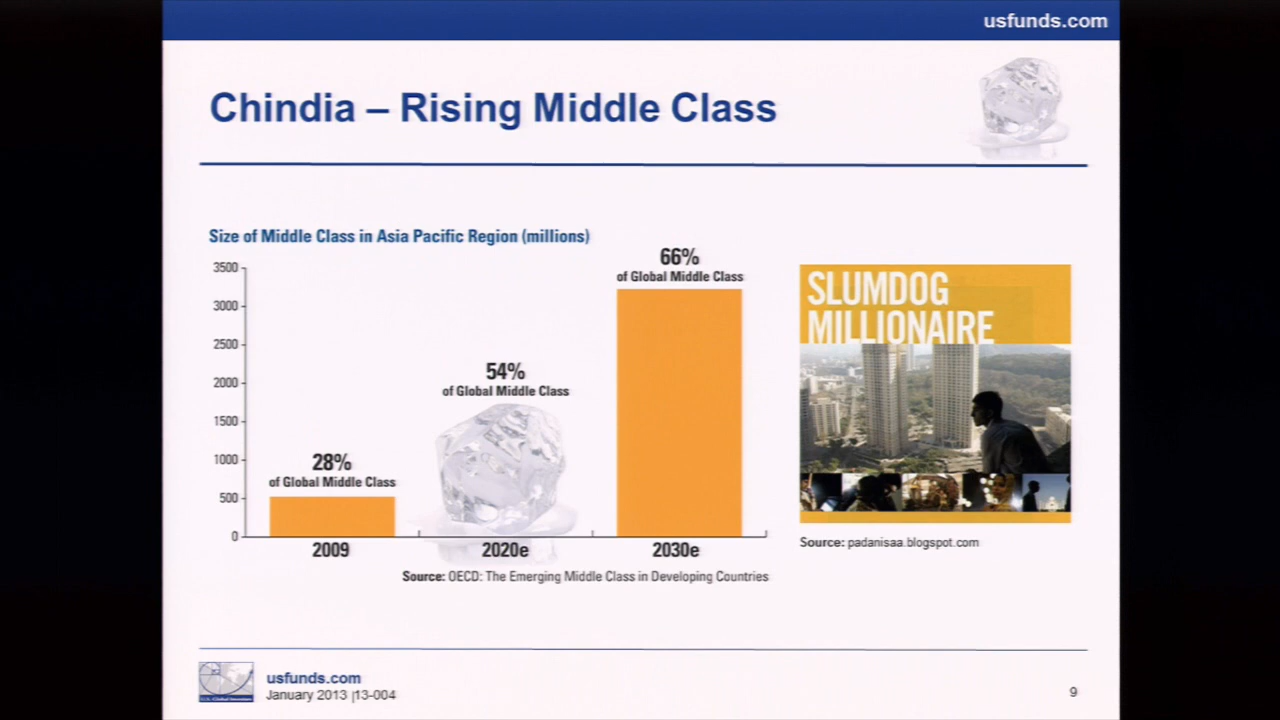 usfunds.com
Chindia – Rising Middle Class
Size of Middle Class in Asia Pacific Region (millions)
3500
3000
2500
2000
1500
1000
500
0
28%
of Global Middle Class
54%
of Global Middle Class
66%
of Global Middle Class
2009
2020e
2030e
Source: OECD: The Emerging Middle Class in Developing Countries
SLUMDOG
MILLIONAIRE
Source: padanisaa.blogspot.com
usfunds.com
January 2013 |13-004
U.S. Global Investors
9